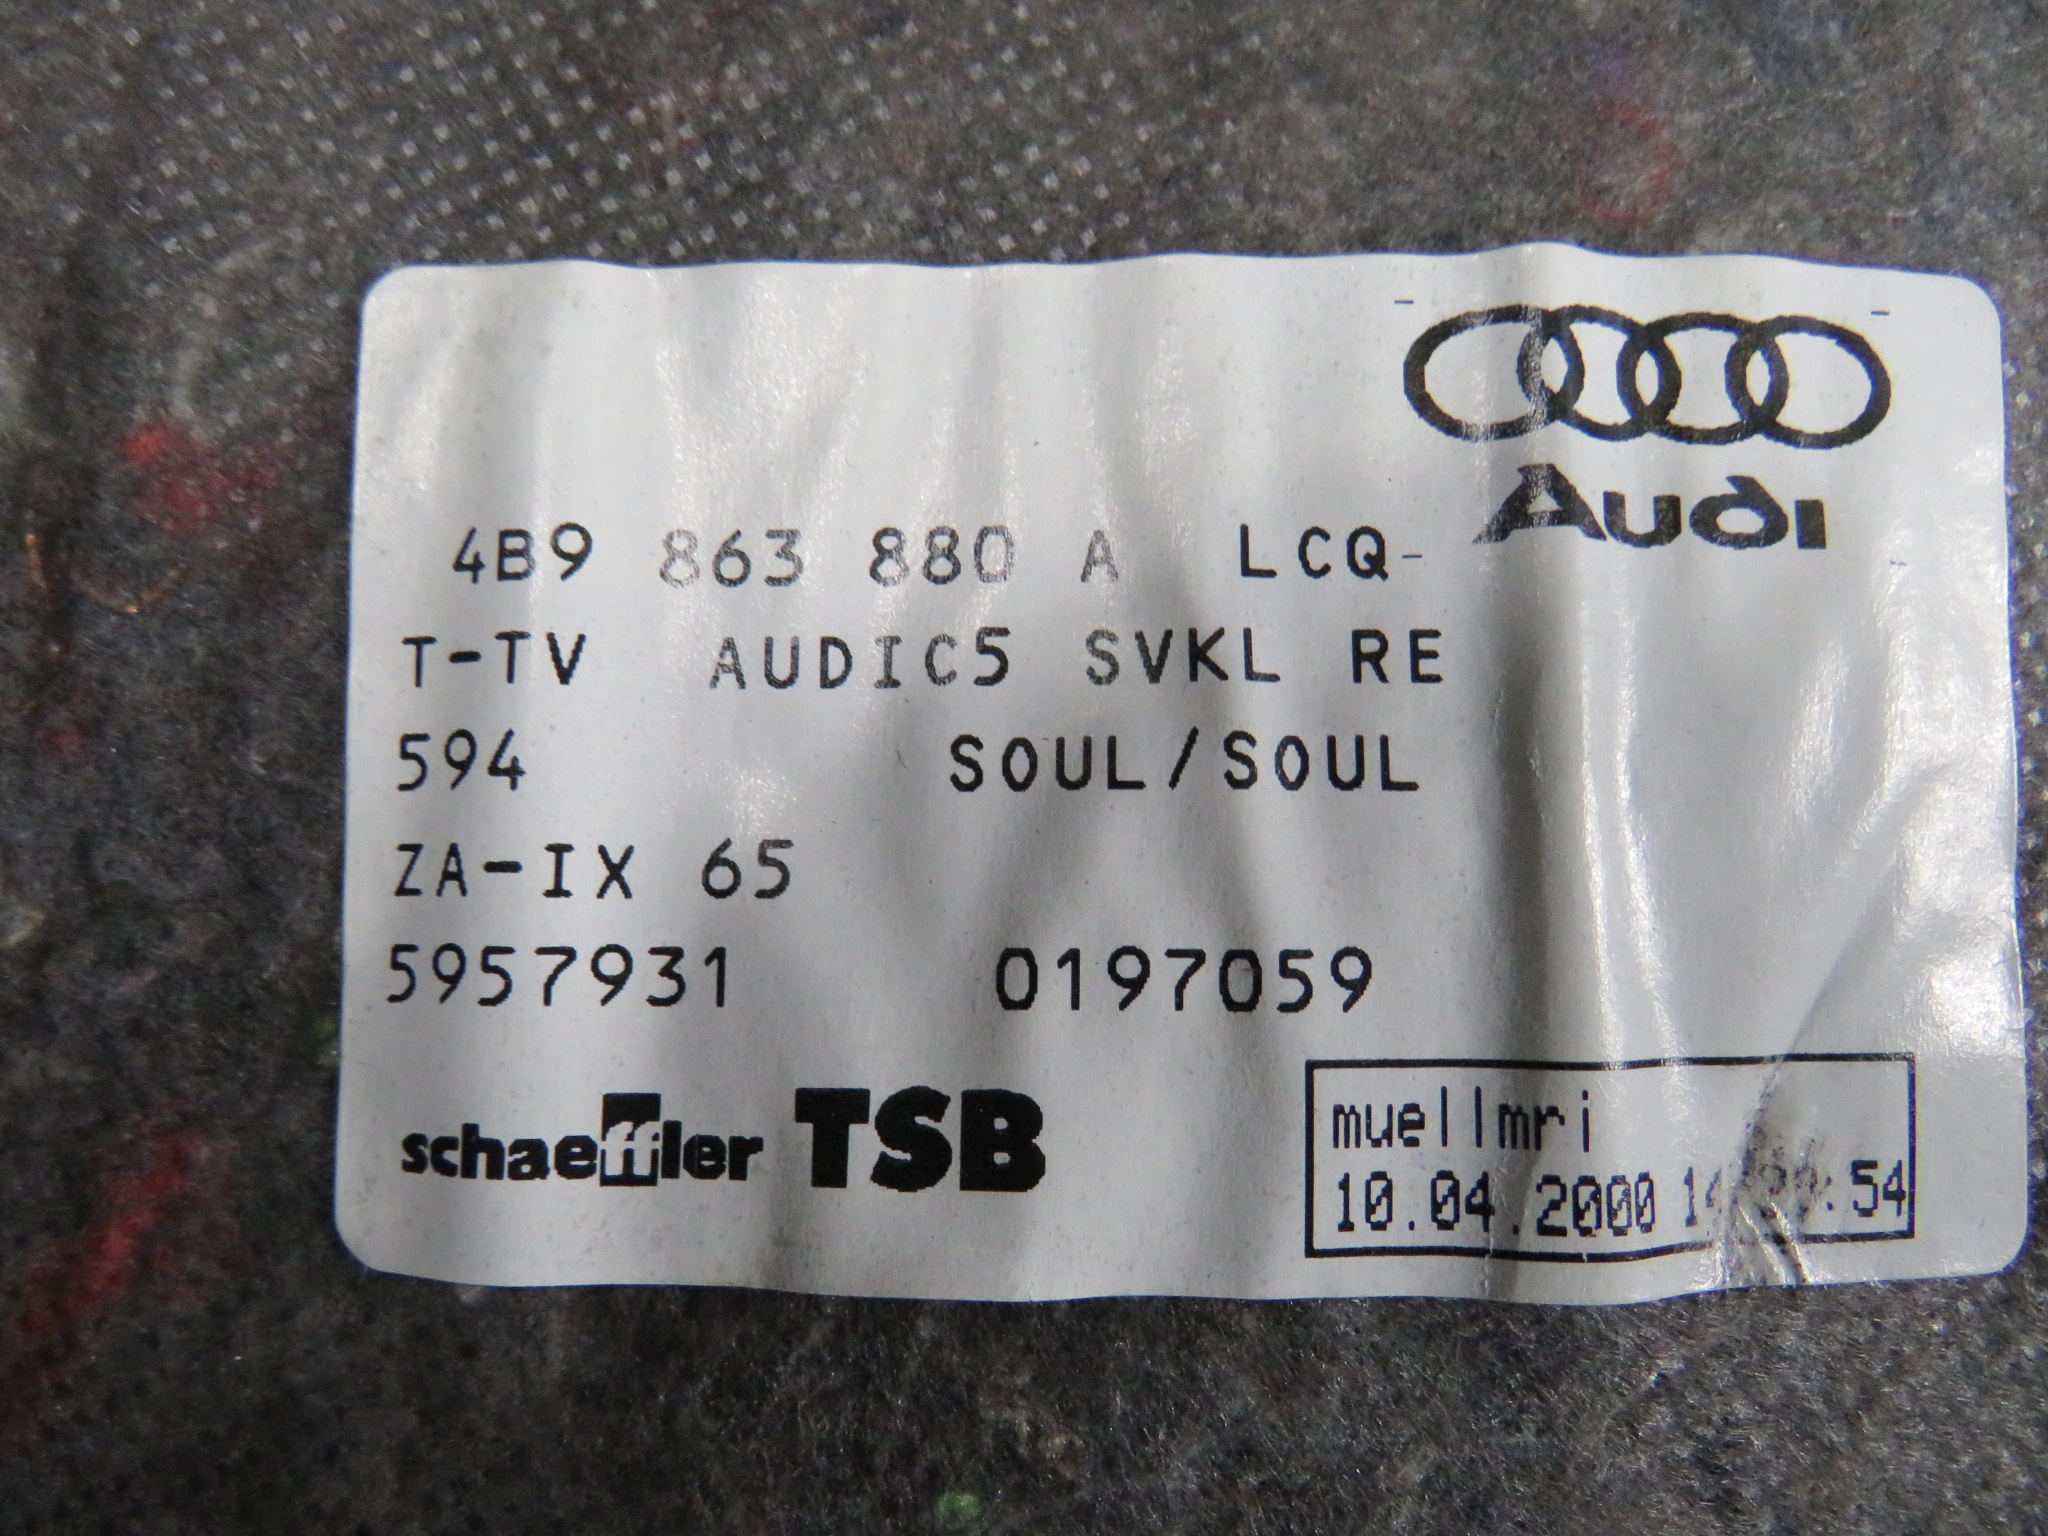 Audi
4B9 863 880 A LCQ-
T-TV AUDIC5 SVKL RE
594 SOUL/SOUL
ZA-IX 65
5957931 0197059
schaeffler TSB
muellmri
10.04.2000